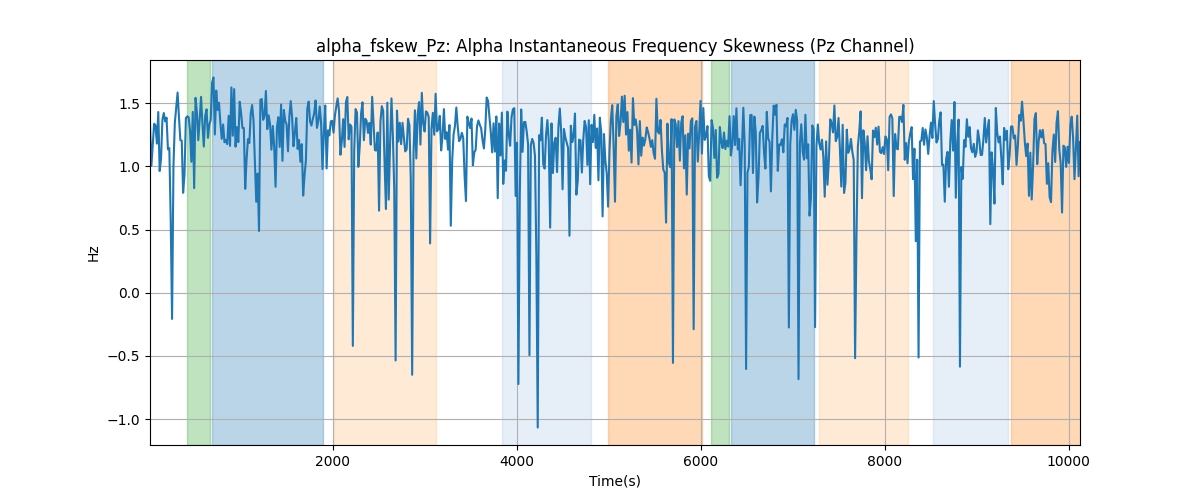 alpha_fskew_Pz: Alpha Instantaneous Frequency Skewness (Pz Channel)
1.5
1.0
0.5
0.0
−0.5
−1.0
Hz
2000 4000 6000 8000 10000
Time(s)